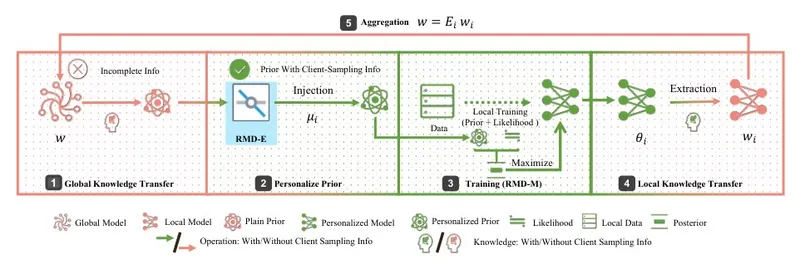 5 Aggregation w = E_i w_i
Incomplete Info
w
1 Global Knowledge Transfer
Prior With Client-Sampling Info
RMD-E
Injection
μ_i
2 Personalize Prior
Data
Local Training
(Prior + Likelihood )
Maximize
3 Training (RMD-M)
θ_i
Extraction
w_i
4 Local Knowledge Transfer
Global Model
Local Model
Plain Prior
Personalized Model
Personalized Prior
Likelihood
Local Data
Posterior
/ Operation: With/Without Client Sampling Info
/ Knowledge: With/Without Client Sampling Info